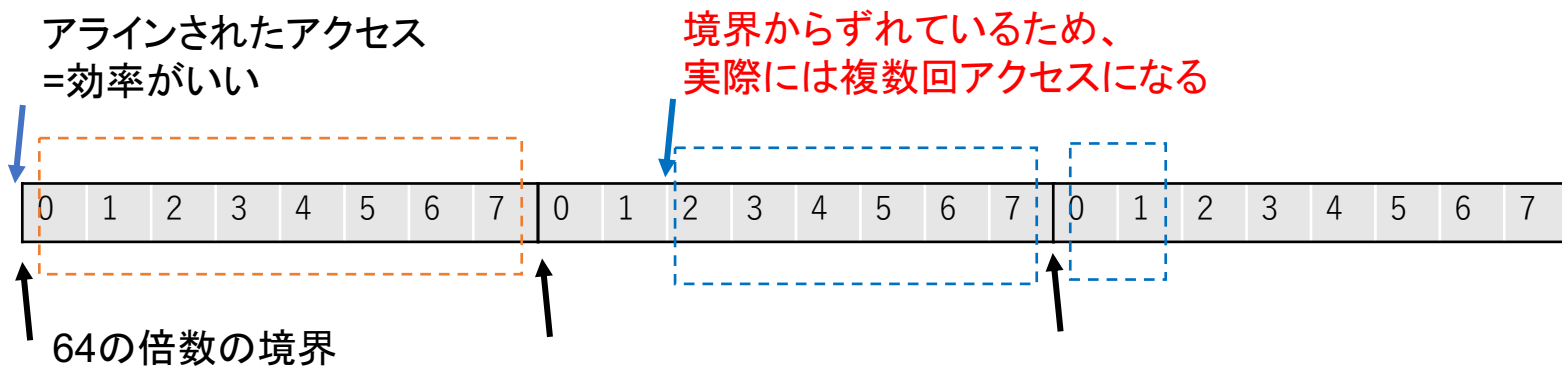 アラインされたアクセス
=効率がいい
境界からずれているため、
実際には複数回アクセスになる
0 1 2 3 4 5 6 7 0 1 2 3 4 5 6 7 0 1 2 3 4 5 6 7
64の倍数の境界